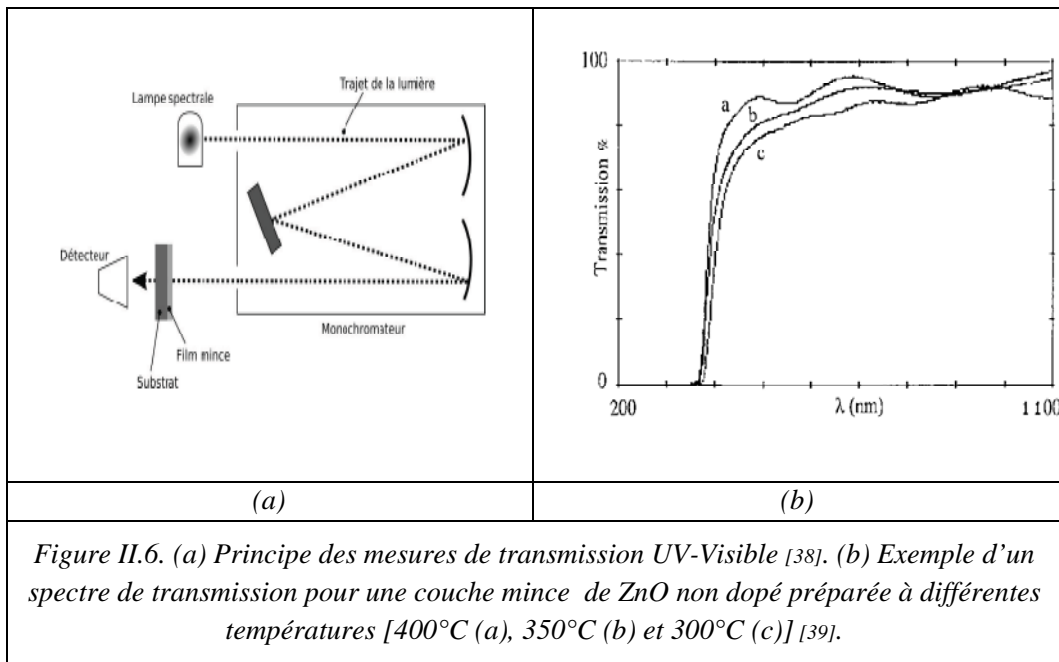 Trajet de la lumière
Lampe spectrale
Détecteur
Monochromateur
Film mince
Substrat
100
Transmission %
a
b
c
0
200
λ (nm)
1 100
(a)
(b)
Figure II.6. (a) Principe des mesures de transmission UV-Visible [38]. (b) Exemple d’un
spectre de transmission pour une couche mince de ZnO non dopé préparée à différentes
températures [400°C (a), 350°C (b) et 300°C (c)] [39].